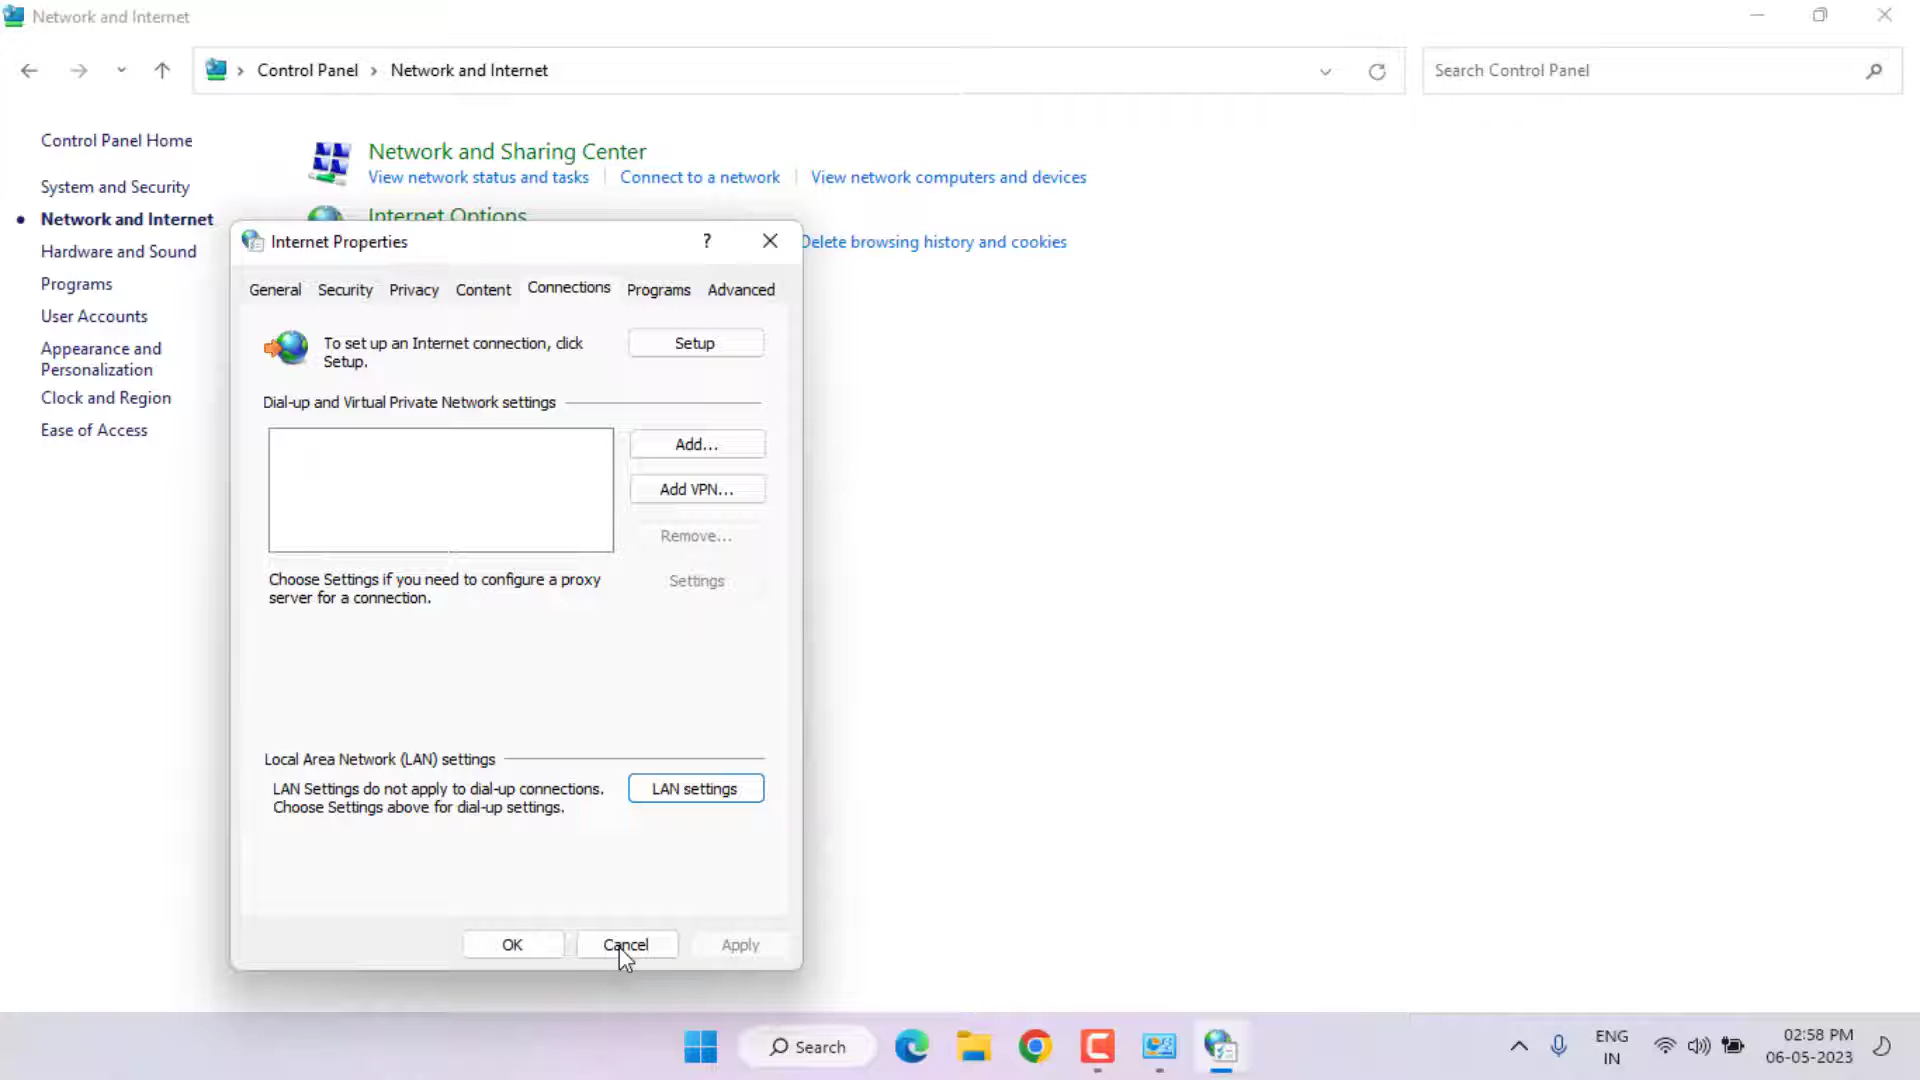 Network and Internet
Control Panel
Network and Internet
Search Control Panel
Control Panel Home
System and Security
Network and Internet
Hardware and Sound
Programs
User Accounts
Appearance and
Personalization
Clock and Region
Ease of Access
Network and Sharing Center
View network status and tasks
Connect to a network
View network computers and devices
Internet Options
Delete browsing history and cookies
Internet Properties
?
General Security Privacy Content Connections Programs Advanced
To set up an Internet connection, click
Setup.
Setup
Dial-up and Virtual Private Network settings
Add...
Add VPN...
Remove...
Choose Settings if you need to configure a proxy
server for a connection.
Settings
Local Area Network (LAN) settings
LAN Settings do not apply to dial-up connections.
Choose Settings above for dial-up settings.
LAN settings
OK
Cancel
Apply
Search
ENG
IN
02:58 PM
06-05-2023